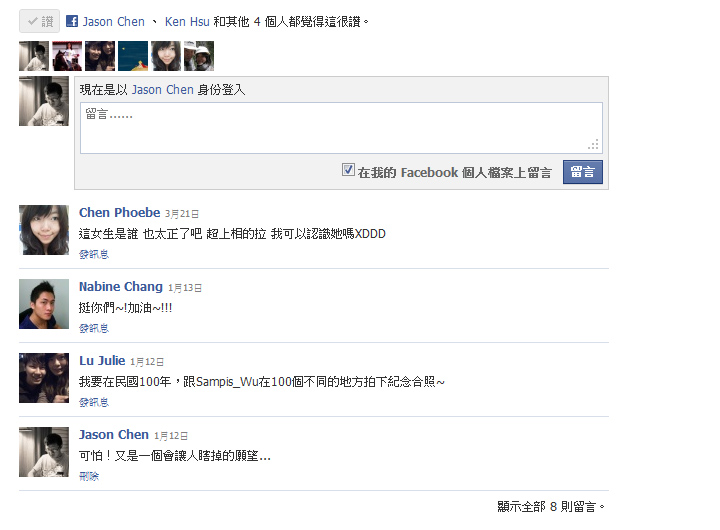 讚 Jason Chen 、 Ken Hsu 和其他 4 個人都覺得這很讚。
現在是以 Jason Chen 身份登入
留言......
在我的 Facebook 個人檔案上留言 留言
Chen Phoebe 3月21日
這女坐是誰 也太正了吧 超上相的拉 我可以認識她嗎XDDD
發訊息
Nabine Chang 1月13日
挺你們~!加油~!!!
發訊息
Lu Julie 1月12日
我要在民國100年，跟Sampis_Wu在100個不同的地方拍下紀念合照~
發訊息
Jason Chen 1月12日
可怕！又是一個會讓人瞎掉的願望...
刪除
顯示全部 8 則留言。